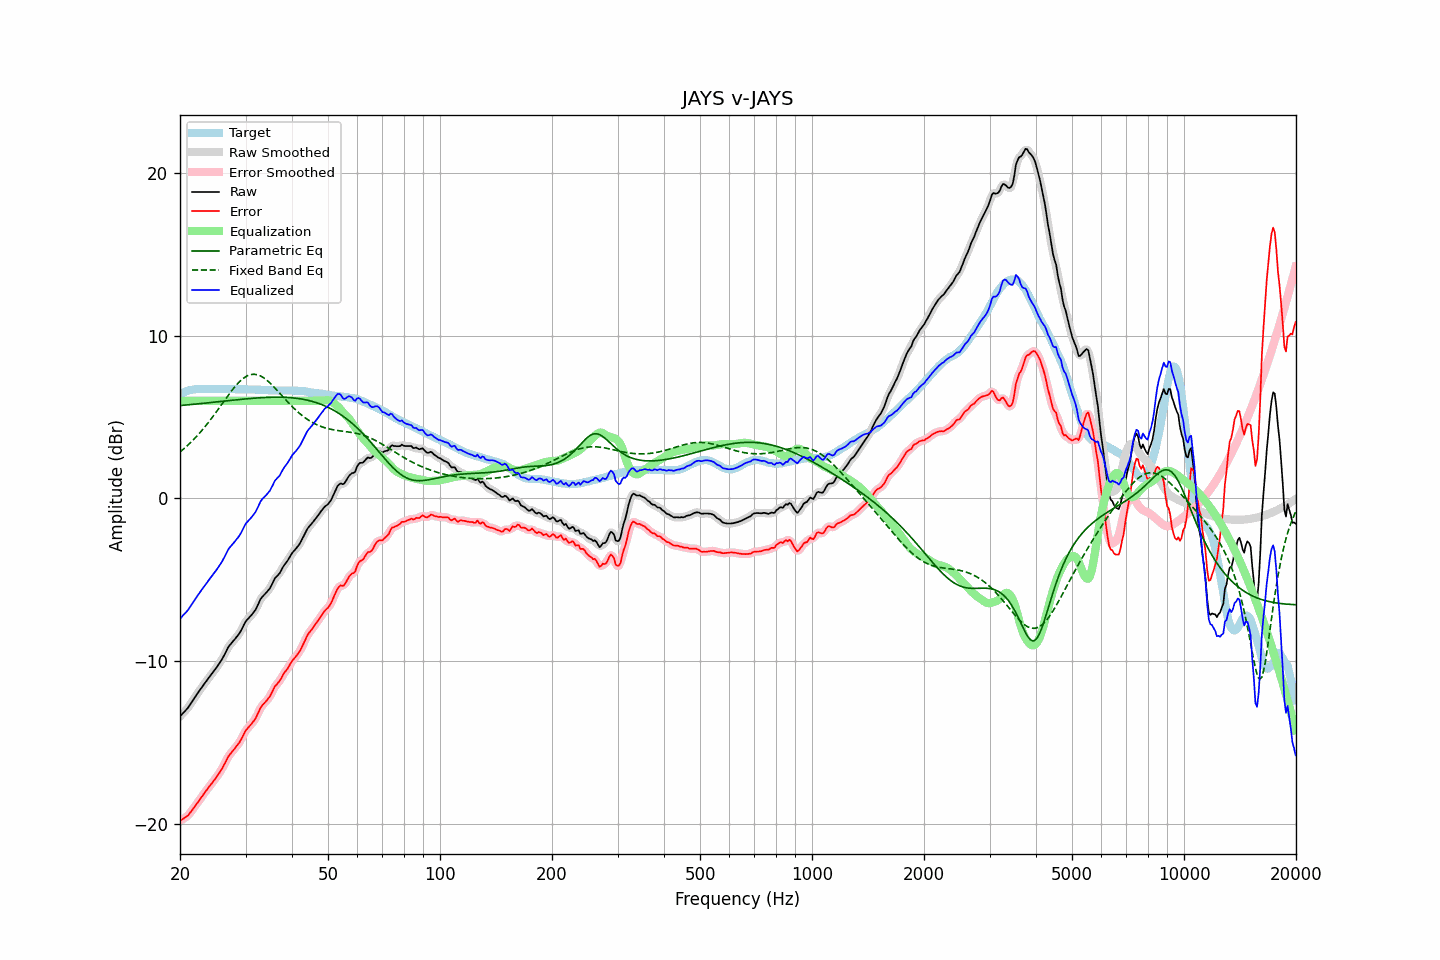 JAYS v-JAYS
Target
Raw Smoothed
Error Smoothed
Raw
Error
Equalization
Parametric Eq
Fixed Band Eq
Equalized
20
10
0
−10
−20
Amplitude (dBr)
20 50 100 200 500 1000 2000 5000 10000 20000
Frequency (Hz)